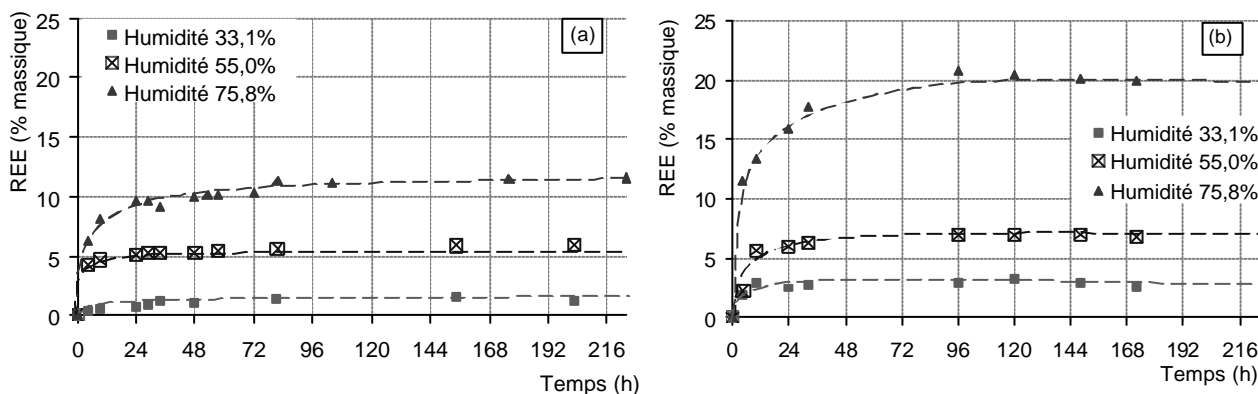 (a)
REE (% massique)
25
20
15
10
5
0
Humidité 33,1%
Humidité 55,0%
Humidité 75,8%
0 24 48 72 96 120 144 168 192 216
Temps (h)
(b)
REE (% massique)
25
20
15
10
5
0
Humidité 33,1%
Humidité 55,0%
Humidité 75,8%
0 24 48 72 96 120 144 168 192 216
Temps (h)